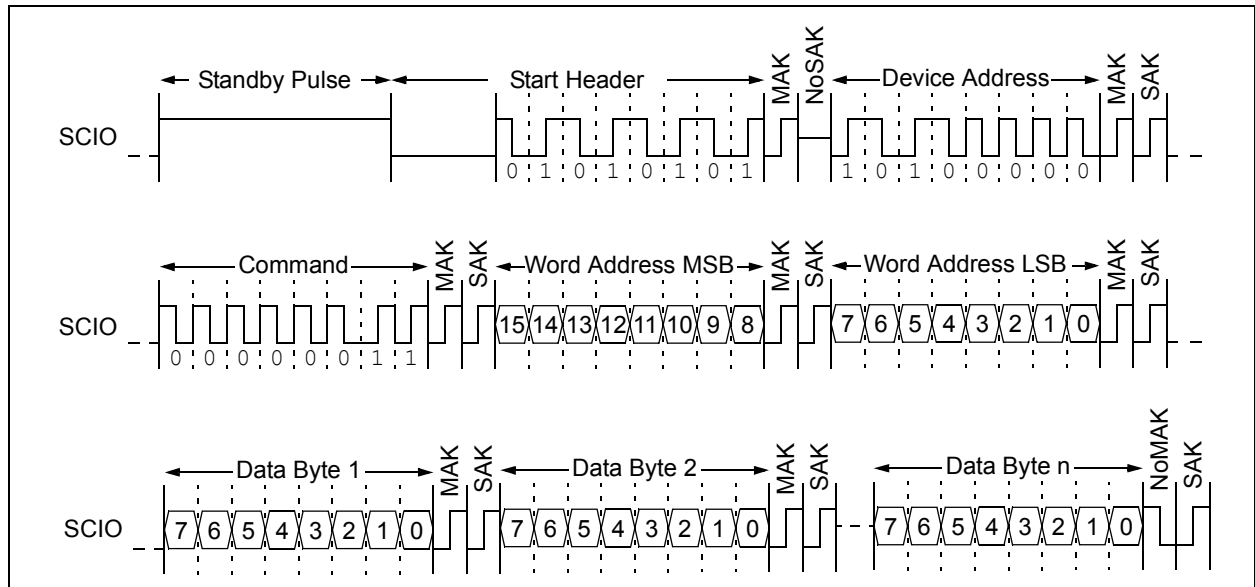 Standby Pulse Start Header MAK NoSAK Device Address MAK SAK
SCIO
0 1 0 1 0 1 0 1 1 0 1 0 0 0 0 0
Command MAK SAK Word Address MSB MAK SAK Word Address LSB MAK SAK
SCIO 15 14 13 12 11 10 9 8 7 6 5 4 3 2 1 0
0 0 0 0 0 0 1 1
Data Byte 1 MAK SAK Data Byte 2 MAK SAK Data Byte n NoMAK SAK
SCIO 7 6 5 4 3 2 1 0 7 6 5 4 3 2 1 0 7 6 5 4 3 2 1 0